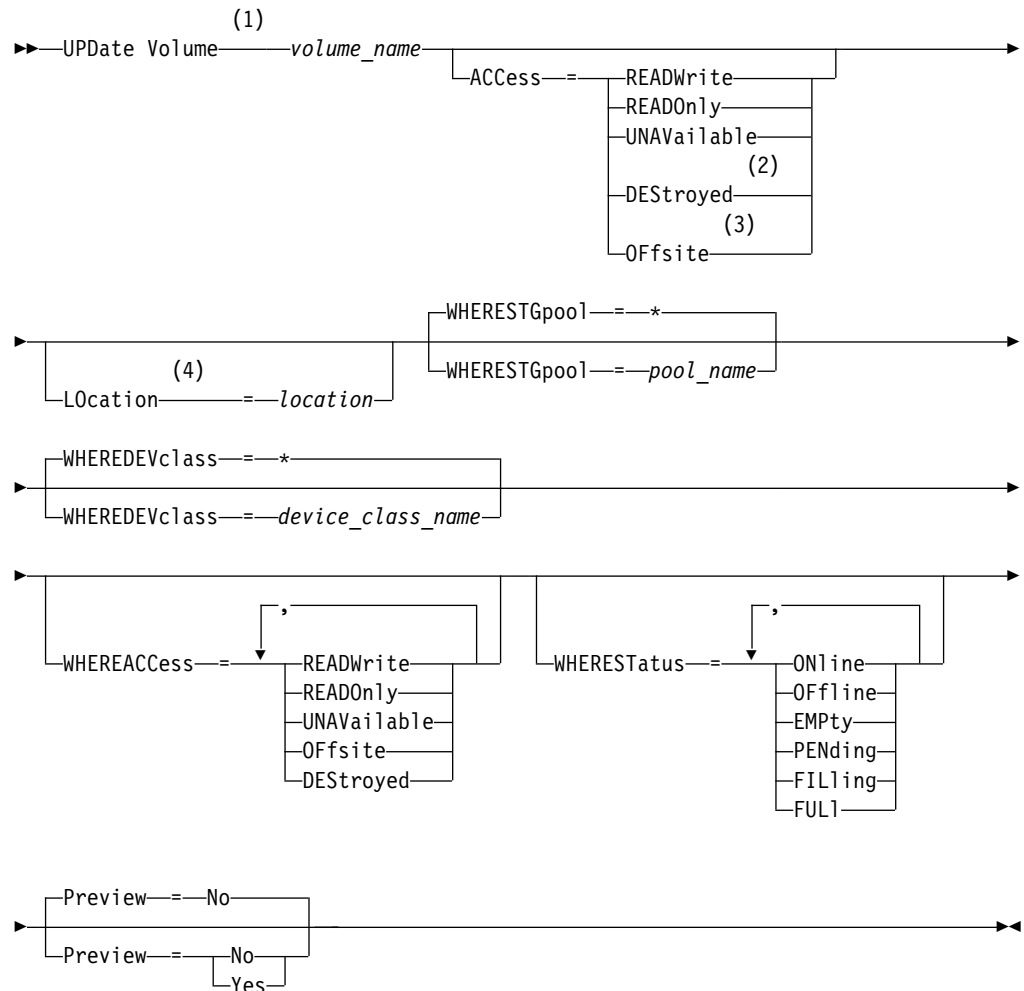 (1)
UPDate Volume volume_name
ACCess = READWrite
READOnly
UNAVailable
(2)
DEStroyed
(3)
OFfsite
WHERESTGpool = *
(4)
LOcation = location
WHERESTGpool = pool_name
WHEREDEVclass = *
WHEREDEVclass = device_class_name
, ,
WHEREACCess = READWrite WHERESTatus = ONline
READOnly OFfline
UNAVailable EMPty
OFfsite PENding
DEStroyed FILling
FULl
Preview = No
Preview = No
Yes